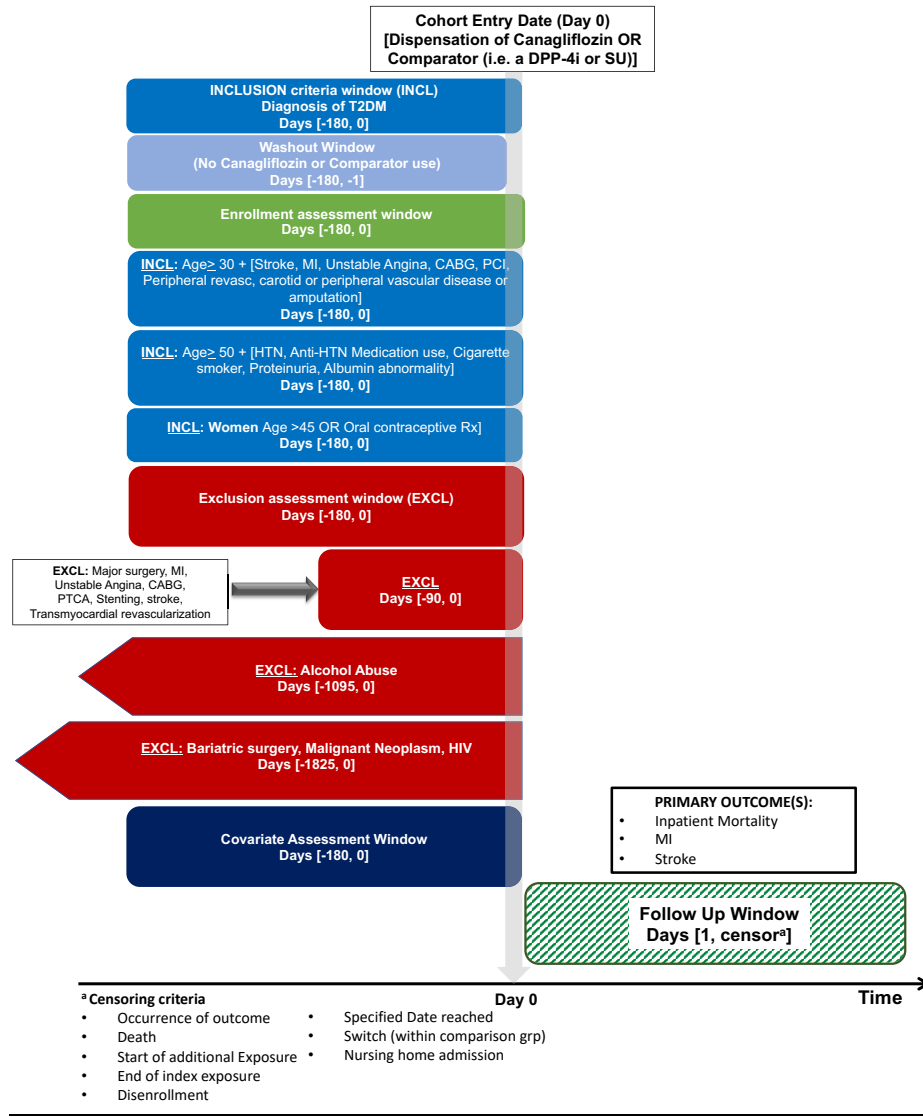 Cohort Entry Date (Day 0)
[Dispensation of Canagliflozin OR
Comparator (i.e. a DPP-4i or SU)]
INCLUSION criteria window (INCL)
Diagnosis of T2DM
Days [-180, 0]
Washout Window
(No Canagliflozin or Comparator use)
Days [-180, -1]
Enrollment assessment window
Days [-180, 0]
INCL: Age≥ 30 + [Stroke, MI, Unstable Angina, CABG, PCI,
Peripheral revasc, carotid or peripheral vascular disease or
amputation]
Days [-180, 0]
INCL: Age≥ 50 + [HTN, Anti-HTN Medication use, Cigarette
smoker, Proteinuria, Albumin abnormality]
Days [-180, 0]
INCL: Women Age >45 OR Oral contraceptive Rx]
Days [-180, 0]
Exclusion assessment window (EXCL)
Days [-180, 0]
EXCL: Major surgery, MI,
Unstable Angina, CABG,
PTCA, Stenting, stroke,
Transmyocardial revascularization
EXCL
Days [-90, 0]
EXCL: Alcohol Abuse
Days [-1095, 0]
EXCL: Bariatric surgery, Malignant Neoplasm, HIV
Days [-1825, 0]
Covariate Assessment Window
Days [-180, 0]
PRIMARY OUTCOME(S):
• Inpatient Mortality
• MI
• Stroke
Follow Up Window
Days [1, censorᵃ]
Day 0
Time
ᵃ Censoring criteria
• Occurrence of outcome
• Death
• Start of additional Exposure
• End of index exposure
• Disenrollment
• Specified Date reached
• Switch (within comparison grp)
• Nursing home admission